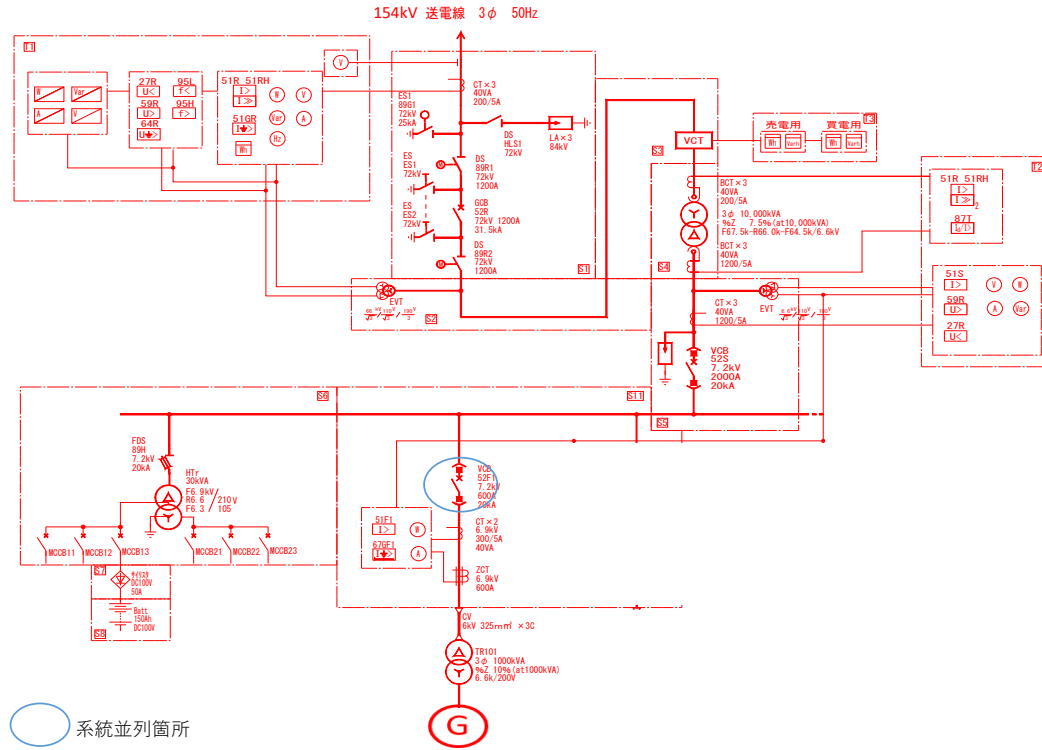 154kV 送電線 3φ 50Hz
T1
W
Var
A
V
27R
U<
95L
f<
59R
U>
95H
f>
64R
51R 51RH
I>
I≫
51GR
Wh
W
V
Var
A
Hz
V
CT×3
40VA
200/5A
ES1
89G1
72kV
25kA
DS
HLS1
72kV
LA×3
84kV
ES
ES1
72kV
M
DS
89R1
72kV
1200A
ES
ES2
72kV
GCB
52R
72kV 1200A
31.5kA
M
DS
89R2
72kV
1200A
S1
EVT
S2
S3
VCT
売電用
買電用
T3
Wh
Varh
Wh
Varh
BCT×3
40VA
200/5A
3φ 10,000kVA
%Z 7.5%(at10,000kVA)
F67.5k-R66.0k-F64.5k/6.6kV
BCT×3
40VA
1200/5A
S4
T2
51R 51RH
I>
I≫
2
87T
51S
I>
59R
U>
27R
U<
V
W
A
Var
EVT
CT×3
40VA
1200/5A
VCB
52S
7.2kV
2000A
20kA
S5
S6
S11
FDS
89H
7.2kV
20kA
HTr
30kVA
F6.9kV
R6.6
F6.3
/
210V
105
MCCB11
MCCB12
MCCB13
MCCB21
MCCB22
MCCB23
S7
サイリスタ
DC100V
50A
Batt
150Ah
DC100V
S8
VCB
52F1
7.2kV
600A
20kA
51F1
I>
W
67GF1
A
CT×2
6.9kV
300/5A
40VA
ZCT
6.9kV
600A
CV
6kV 325m㎡ ×3C
TR101
3φ 1000kVA
%Z 10%(at1000kVA)
6.6k/200V
G
系統並列箇所